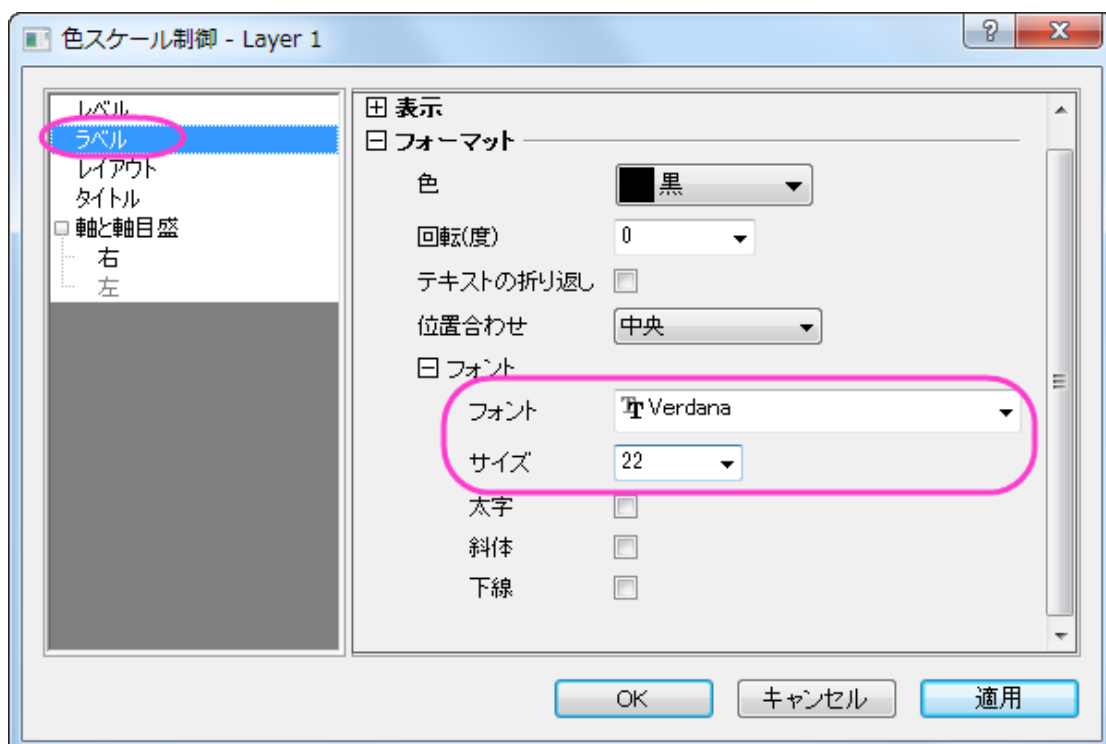 色スケール制御 - Layer 1
レベル
ラベル
レイアウト
タイトル
軸と軸目盛
右
左
表示
フォーマット
色 黒
回転(度) 0
テキストの折り返し
位置合わせ 中央
フォント
フォント Verdana
サイズ 22
太字
斜体
下線
OK キャンセル 適用